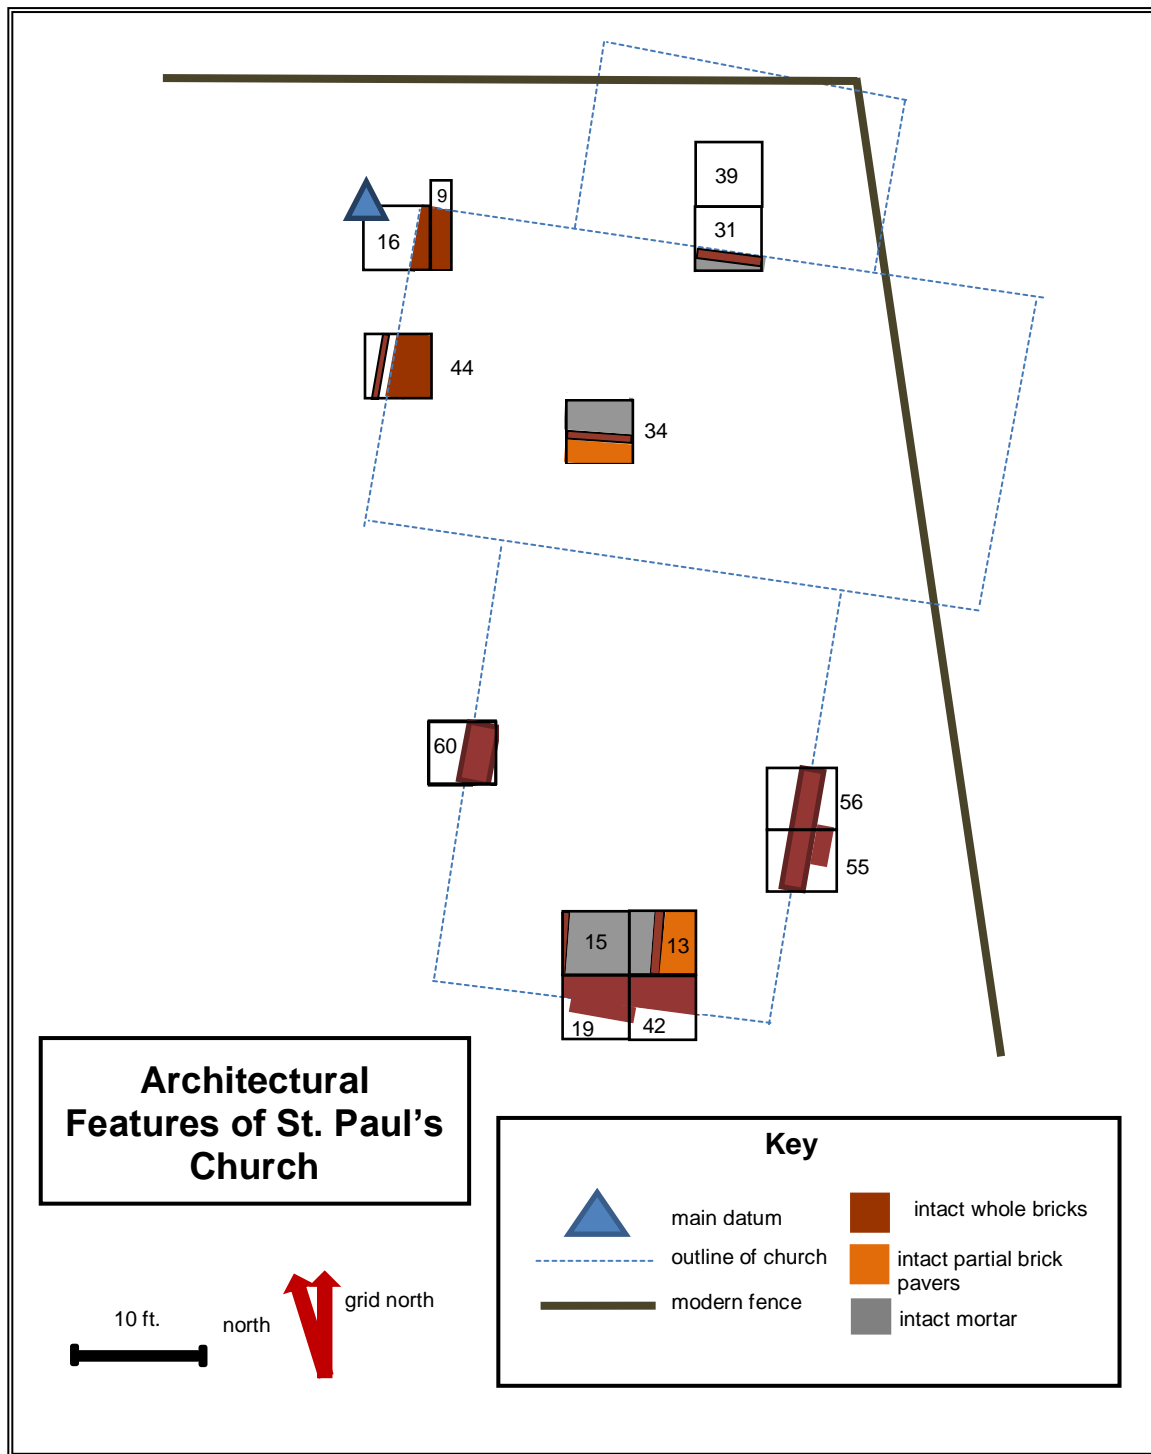 39
9
31
16
44
34
60
56
55
15
13
19
42
Architectural
Features of St. Paul’s
Church
Key
main datum
intact whole bricks
outline of church
intact partial brick
pavers
modern fence
intact mortar
grid north
10 ft.
north